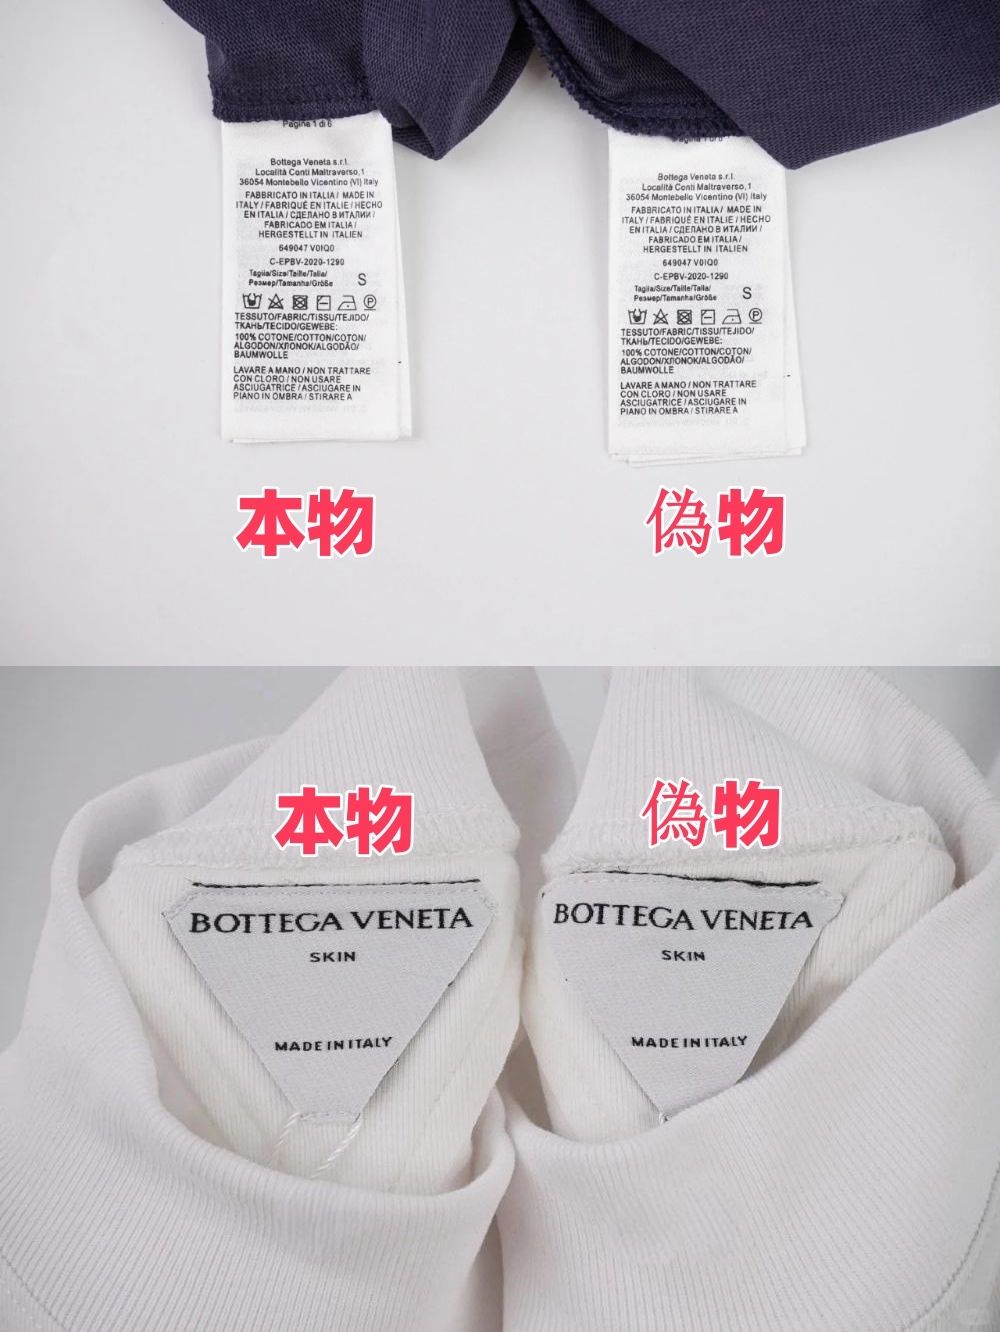 Pagina 1 di 6
Bottega Veneta s.r.l.
Località Conti Maltraverso,1
36054 Montebello Vicentino (VI) Italy
FABBRICATO IN ITALIA / MADE IN
ITALY / FABRIQUÉ EN ITALIE / HECHO
EN ITALIA / СДЕЛАНО В ИТАЛИИ /
FABRICADO EM ITALIA /
HERGESTELLT IN ITALIEN
649047 V0IQ0
C-EPBV-2020-1290
Taglia/Size/Taille/Talla/
Размер/Tamanha/Größe S
TESSUTO/FABRIC/TISSU/TEJIDO/
ТКАНЬ/TECIDO/GEWEBE:
100% COTONE/COTTON/COTON/
ALGODON/ХЛОПОК/ALGODÃO/
BAUMWOLLE
LAVARE A MANO / NON TRATTARE
CON CLORO / NON USARE
ASCIUGATRICE / ASCIUGARE IN
PIANO IN OMBRA / STIRARE A
本物
Bottega Veneta s.r.l.
Località Conti Maltraverso,1
36054 Montebello Vicentino (VI) Italy
FABBRICATO IN ITALIA / MADE IN
ITALY / FABRIQUÉ EN ITALIE / HECHO
EN ITALIA / СДЕЛАНО В ИТАЛИИ /
FABRICADO EM ITALIA /
HERGESTELLT IN ITALIEN
649047 V0IQ0
C-EPBV-2020-1290
Taglia/Size/Taille/Talla/
Размер/Tamanha/Größe S
TESSUTO/FABRIC/TISSU/TEJIDO/
ТКАНЬ/TECIDO/GEWEBE:
100% COTONE/COTTON/COTON/
ALGODON/ХЛОПОК/ALGODÃO/
BAUMWOLLE
LAVARE A MANO / NON TRATTARE
CON CLORO / NON USARE
ASCIUGATRICE / ASCIUGARE IN
PIANO IN OMBRA / STIRARE A
偽物
本物
BOTTEGA VENETA
SKIN
MADE IN ITALY
偽物
BOTTEGA VENETA
SKIN
MADE IN ITALY